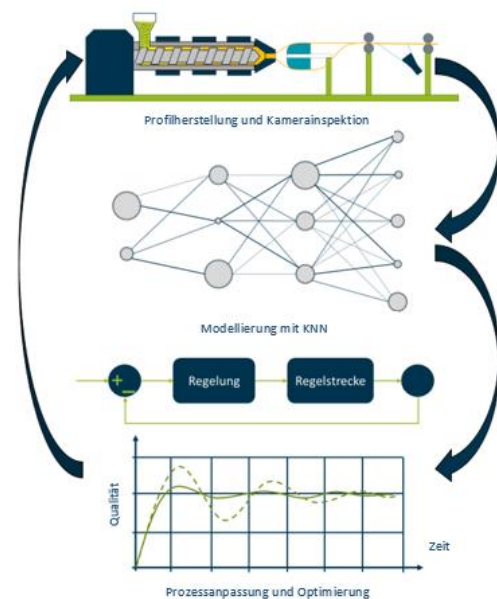 Profilherstellung und Kamerainspektion
Modellierung mit KNN
+
−
Regelung
Regelstrecke
Qualität
Zeit
Prozessanpassung und Optimierung